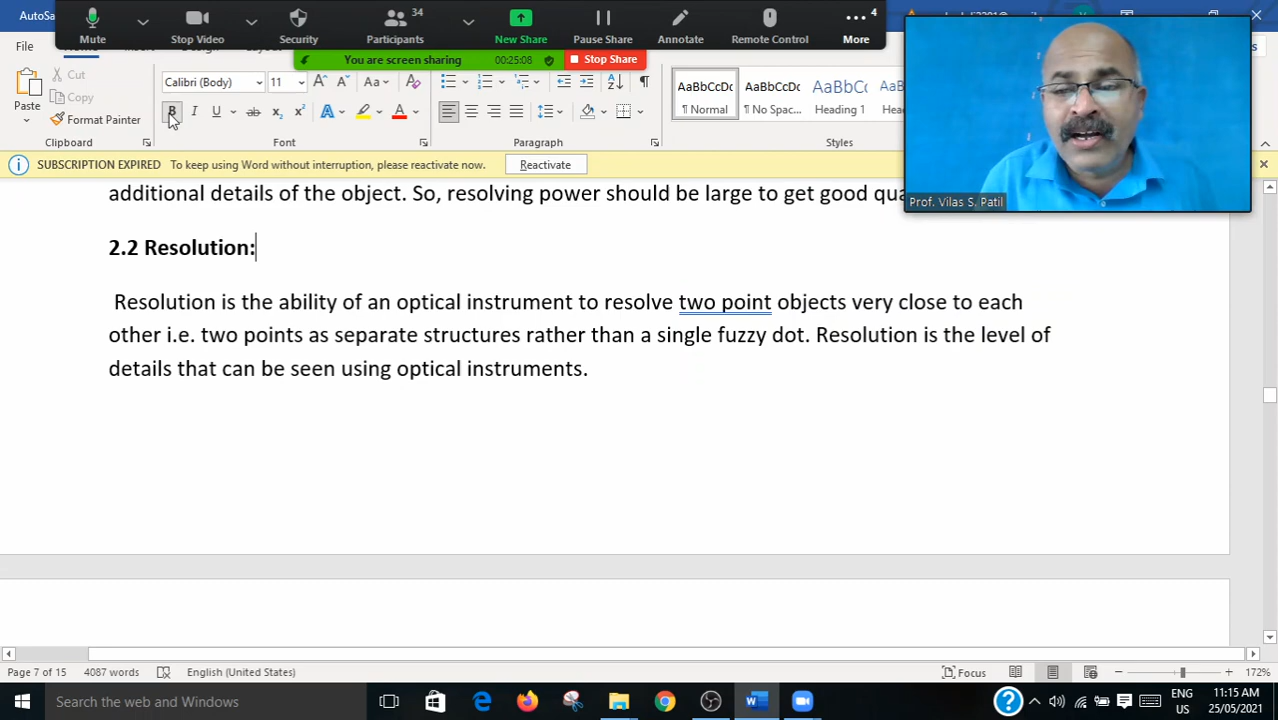 AutoSa
34
4
Mute
Stop Video
Security
Participants
New Share
Pause Share
Annotate
Remote Control
More
You are screen sharing
00:25:08
Stop Share
File
Paste
Cut
Copy
Format Painter
Clipboard
Calibri (Body)
11
Font
Paragraph
AaBbCcDc
¶ Normal
AaBbCcDc
¶ No Spac...
AaBbCc
Heading 1
Styles
Prof. Vilas S. Patil
SUBSCRIPTION EXPIRED To keep using Word without interruption, please reactivate now.
Reactivate
additional details of the object. So, resolving power should be large to get good qua
2.2 Resolution:
Resolution is the ability of an optical instrument to resolve two point objects very close to each
other i.e. two points as separate structures rather than a single fuzzy dot. Resolution is the level of
details that can be seen using optical instruments.
Page 7 of 15
4087 words
English (United States)
Focus
172%
Search the web and Windows
ENG
US
11:15 AM
25/05/2021